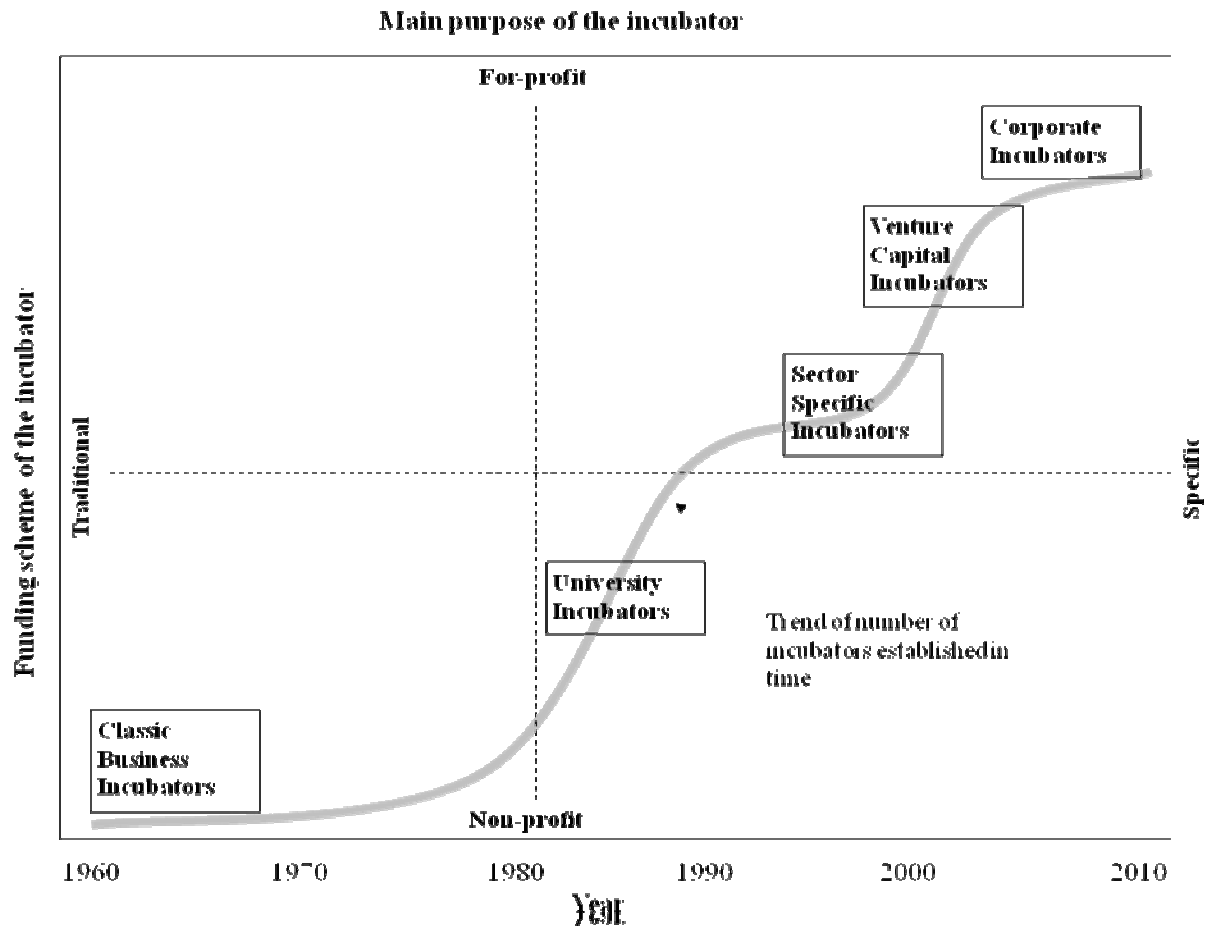 Main purpose of the incubator
For-profit
Corporate
Incubators
Venture
Capital
Incubators
Sector
Specific
Incubators
Funding scheme of the incubator
Traditional
Specific
University
Incubators
Trend of number of
incubators established in
time
Classic
Business
Incubators
Non-profit
1960 1970 1980 1990 2000 2010
Year